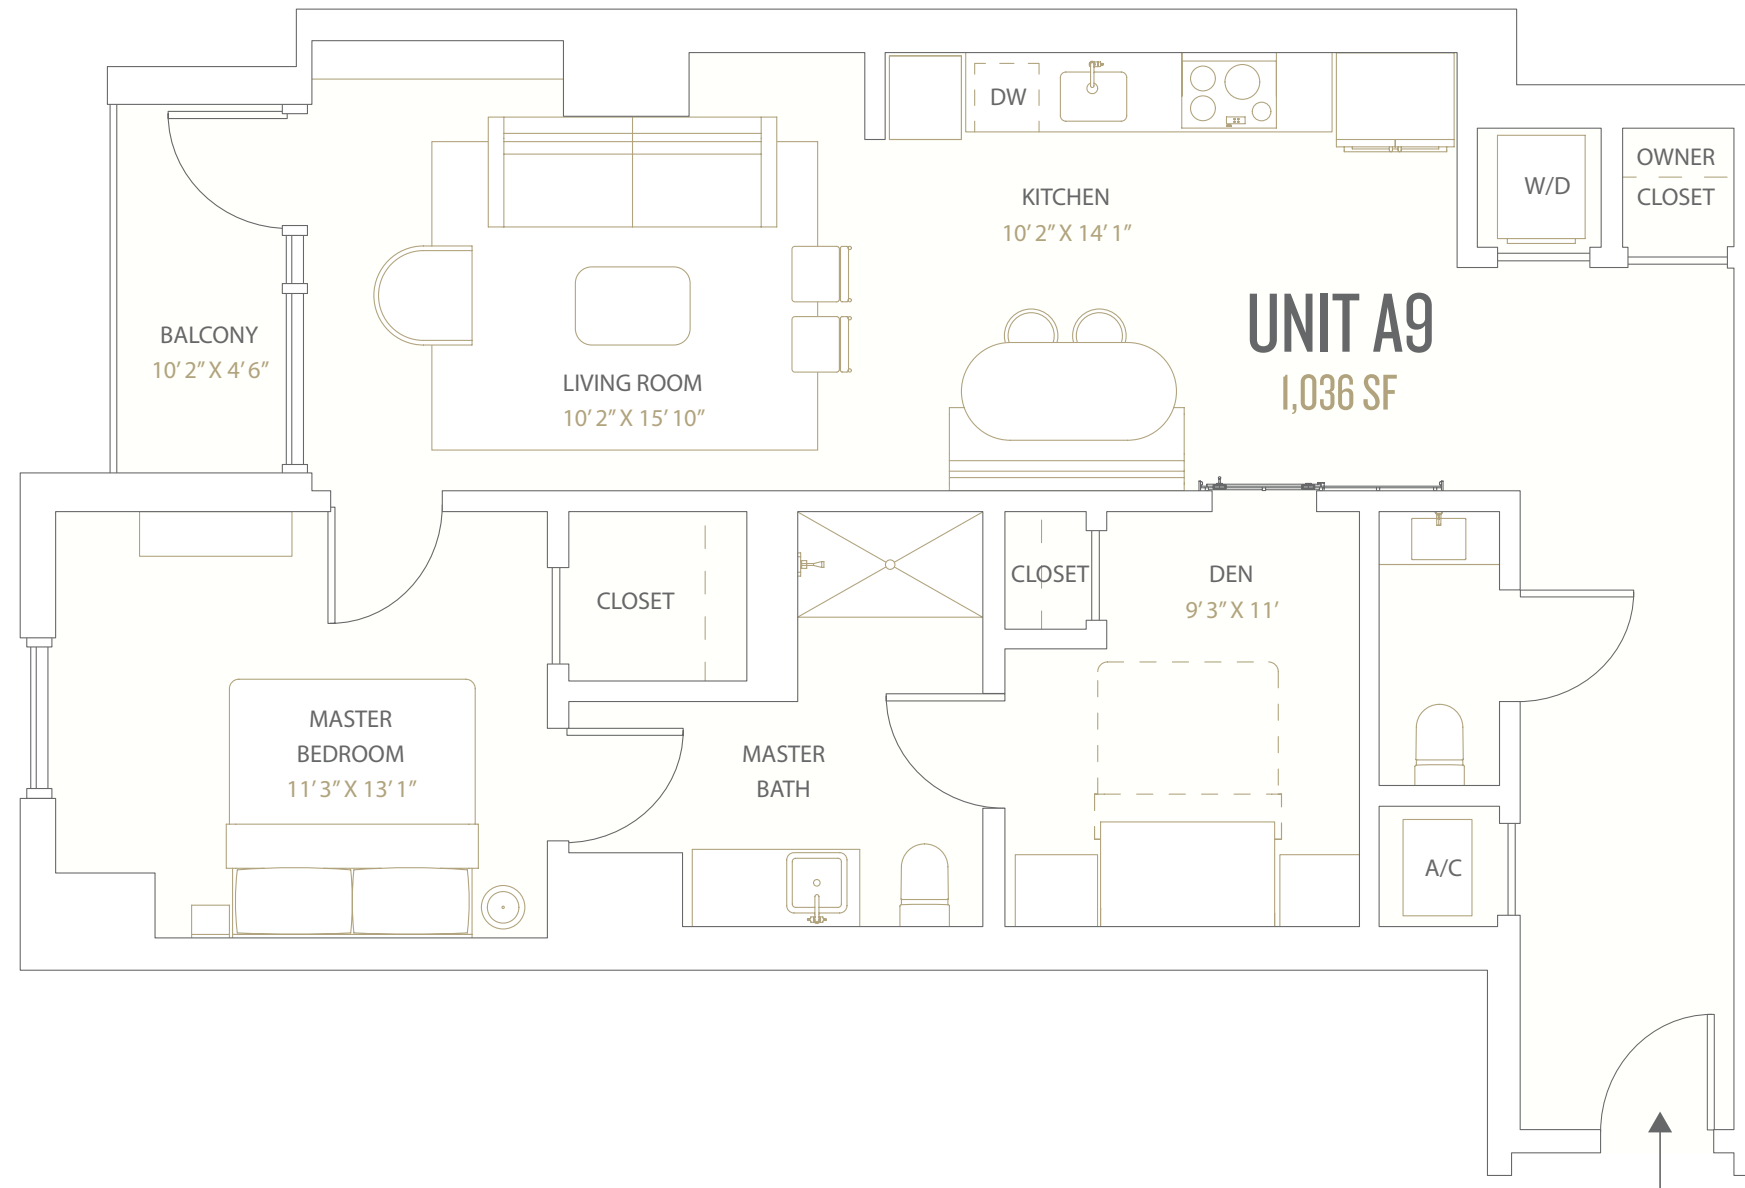 DW
OWNER
CLOSET
W/D
KITCHEN
10' 2" X 14' 1"
UNIT A9
1,036 SF
BALCONY
10' 2" X 4' 6"
LIVING ROOM
10' 2" X 15' 10"
CLOSET
CLOSET
DEN
9' 3" X 11'
MASTER
BEDROOM
11' 3" X 13' 1"
MASTER
BATH
A/C